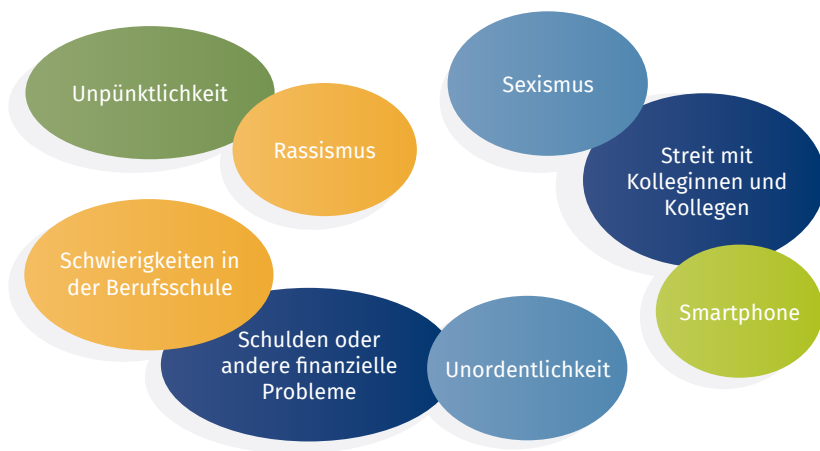 Unpünktlichkeit
Rassismus
Sexismus
Streit mit
Kolleginnen und
Kollegen
Schwierigkeiten in
der Berufsschule
Schulden oder
andere finanzielle
Probleme
Unordentlichkeit
Smartphone